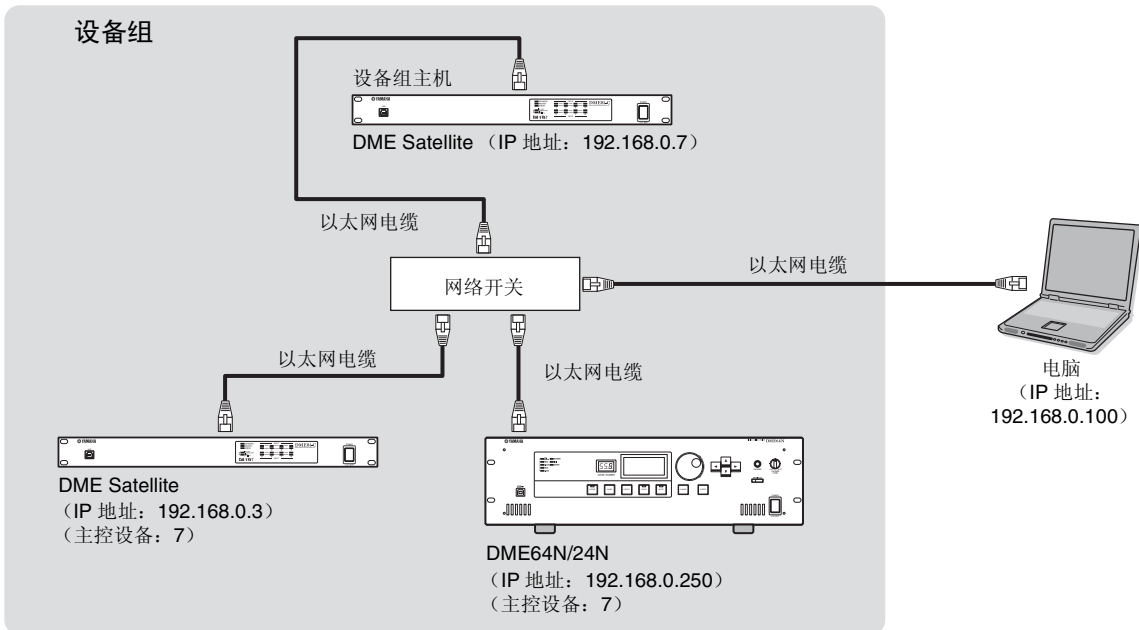 设备组
设备组主机
YAMAHA
DME Satellite （IP 地址：192.168.0.7）
以太网电缆
网络开关
以太网电缆
以太网电缆
以太网电缆
电脑
（IP 地址：
192.168.0.100）
YAMAHA
DME Satellite
（IP 地址：192.168.0.3）
（主控设备：7）
YAMAHA
DME64N
DME64N/24N
（IP 地址：192.168.0.250）
（主控设备：7）